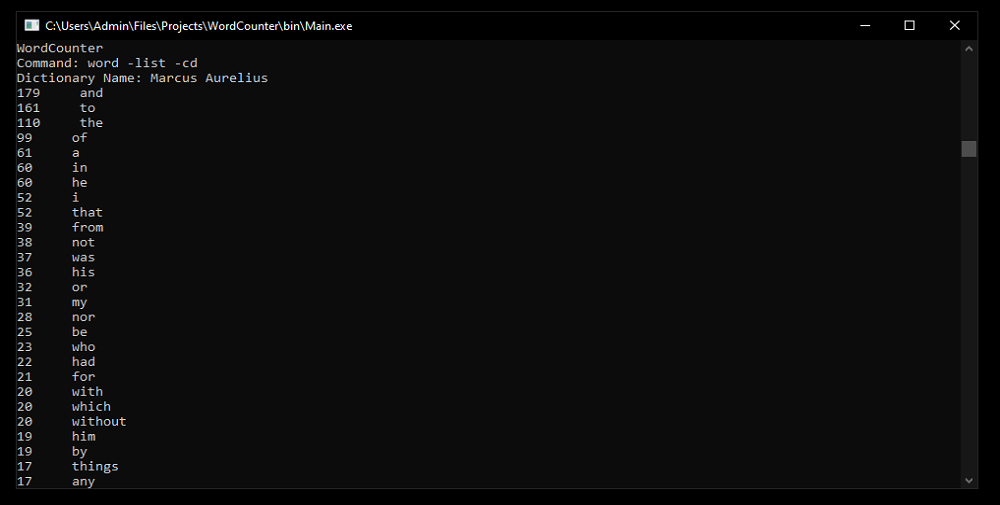 C:\Users\Admin\Files\Projects\WordCounter\bin\Main.exe
WordCounter
Command: word -list -cd
Dictionary Name: Marcus Aurelius
179     and
161     to
110     the
99     of
61     a
60     in
60     he
52     i
52     that
39     from
38     not
37     was
36     his
32     or
31     my
28     nor
25     be
23     who
22     had
21     for
20     with
20     which
20     without
19     him
19     by
17     things
17     any